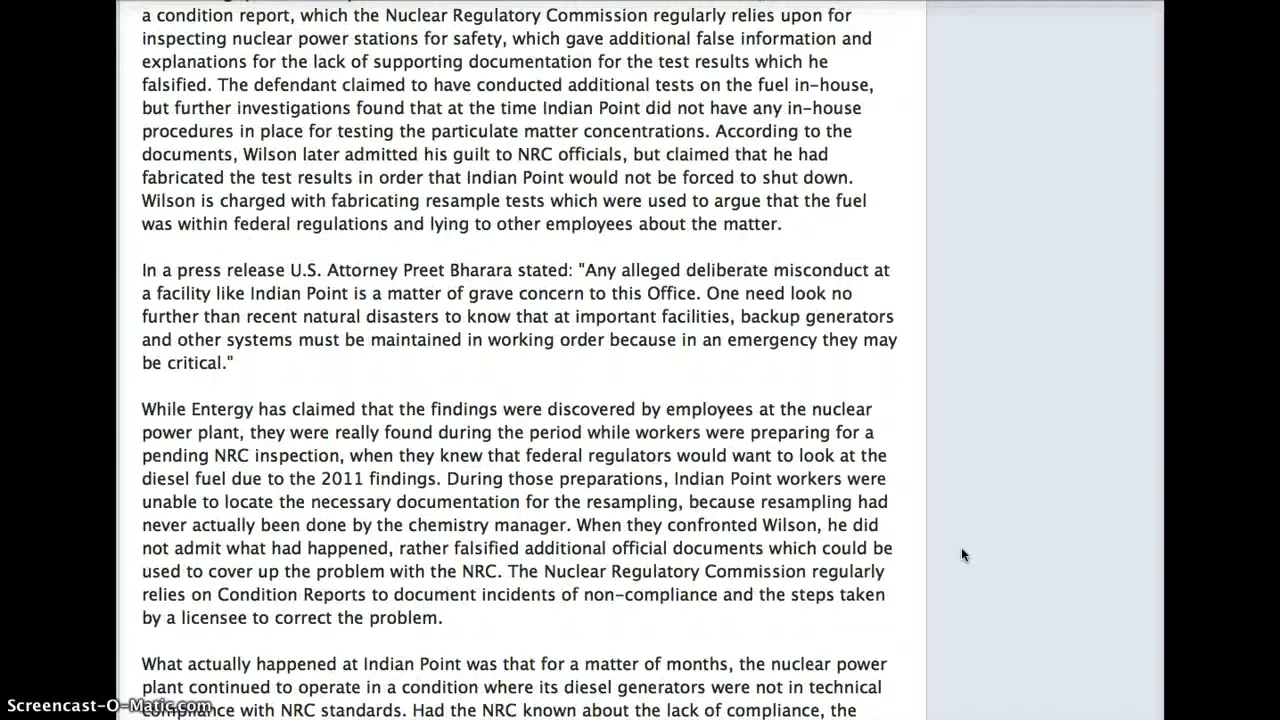 a condition report, which the Nuclear Regulatory Commission regularly relies upon for
inspecting nuclear power stations for safety, which gave additional false information and
explanations for the lack of supporting documentation for the test results which he
falsified. The defendant claimed to have conducted additional tests on the fuel in-house,
but further investigations found that at the time Indian Point did not have any in-house
procedures in place for testing the particulate matter concentrations. According to the
documents, Wilson later admitted his guilt to NRC officials, but claimed that he had
fabricated the test results in order that Indian Point would not be forced to shut down.
Wilson is charged with fabricating resample tests which were used to argue that the fuel
was within federal regulations and lying to other employees about the matter.
In a press release U.S. Attorney Preet Bharara stated: "Any alleged deliberate misconduct at
a facility like Indian Point is a matter of grave concern to this Office. One need look no
further than recent natural disasters to know that at important facilities, backup generators
and other systems must be maintained in working order because in an emergency they may
be critical."
While Entergy has claimed that the findings were discovered by employees at the nuclear
power plant, they were really found during the period while workers were preparing for a
pending NRC inspection, when they knew that federal regulators would want to look at the
diesel fuel due to the 2011 findings. During those preparations, Indian Point workers were
unable to locate the necessary documentation for the resampling, because resampling had
never actually been done by the chemistry manager. When they confronted Wilson, he did
not admit what had happened, rather falsified additional official documents which could be
used to cover up the problem with the NRC. The Nuclear Regulatory Commission regularly
relies on Condition Reports to document incidents of non-compliance and the steps taken
by a licensee to correct the problem.
What actually happened at Indian Point was that for a matter of months, the nuclear power
plant continued to operate in a condition where its diesel generators were not in technical
compliance with NRC standards. Had the NRC known about the lack of compliance, the
Screencast-O-Matic.com